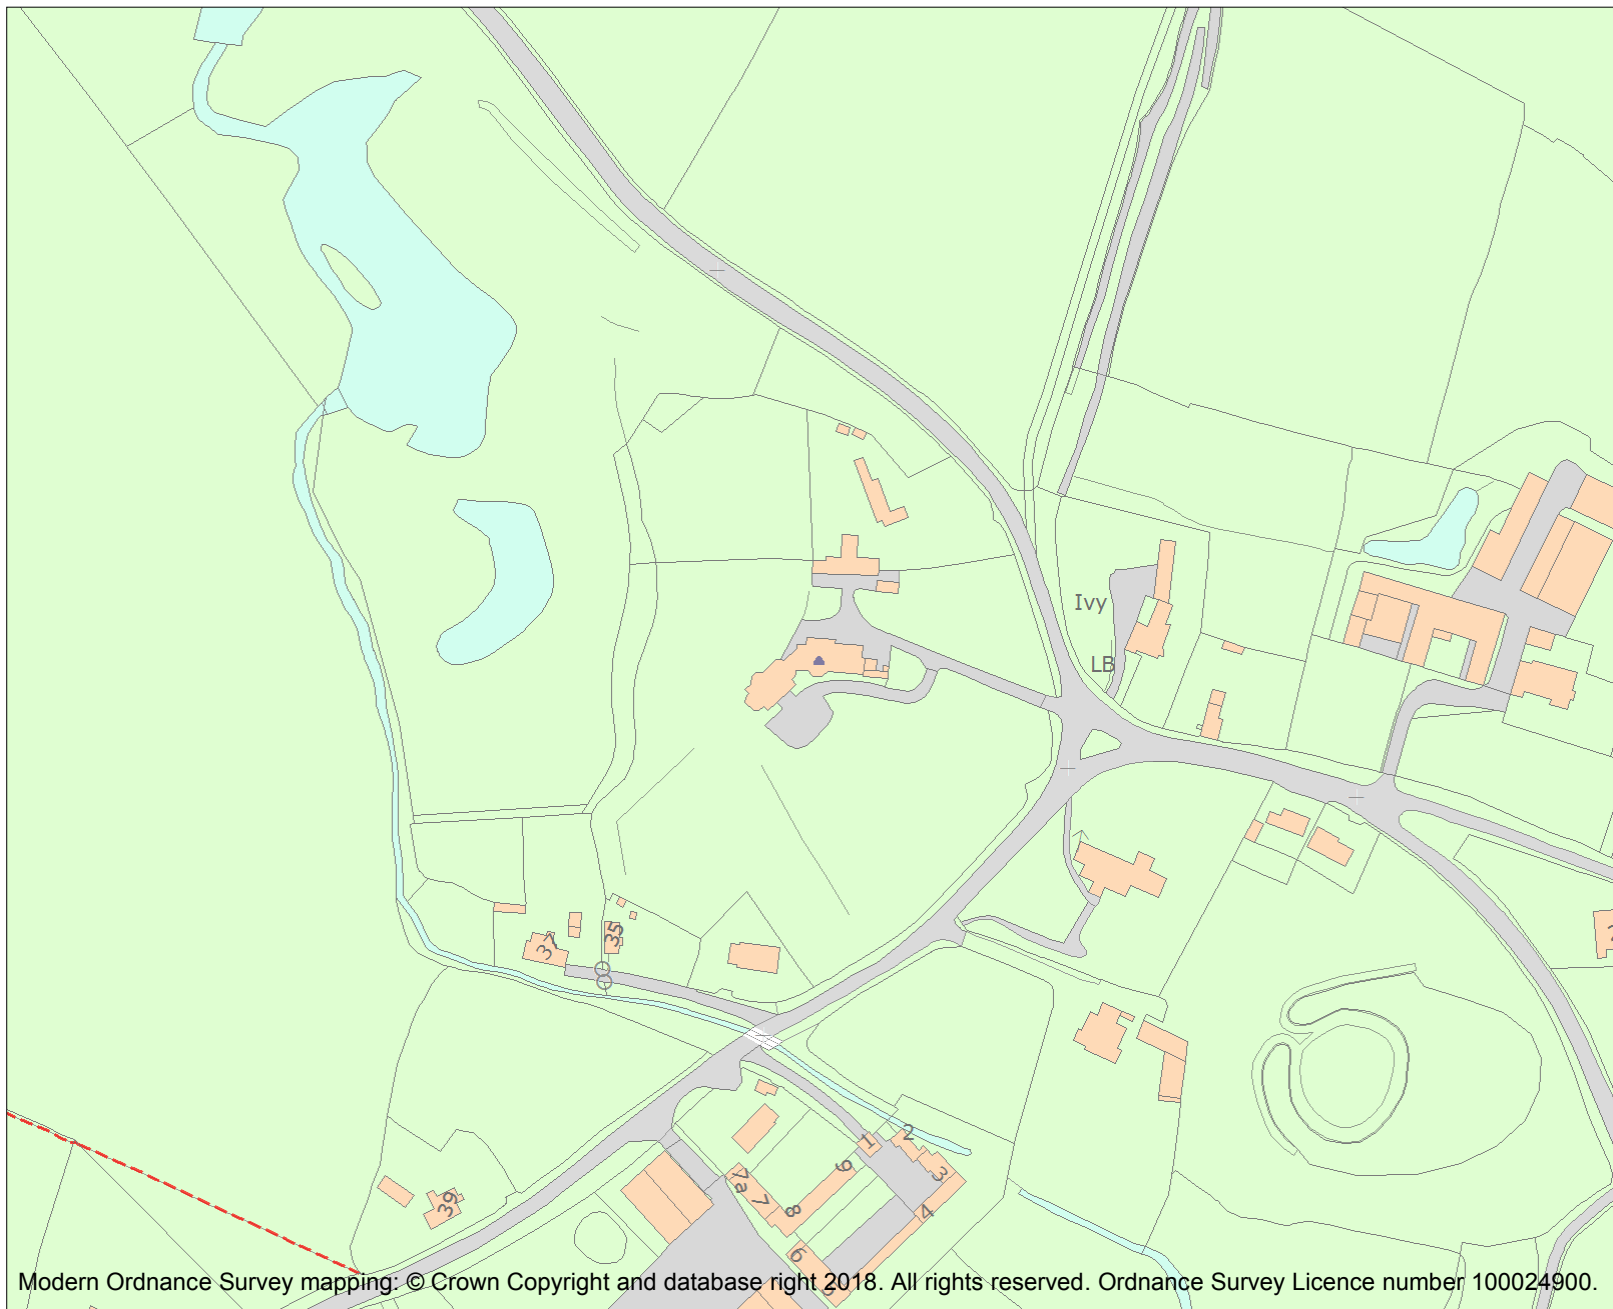 Ivy
LB
37
35
1
2
3
9
7a
7
8
4
6
39
Modern Ordnance Survey mapping: © Crown Copyright and database right 2018. All rights reserved. Ordnance Survey Licence number 100024900.